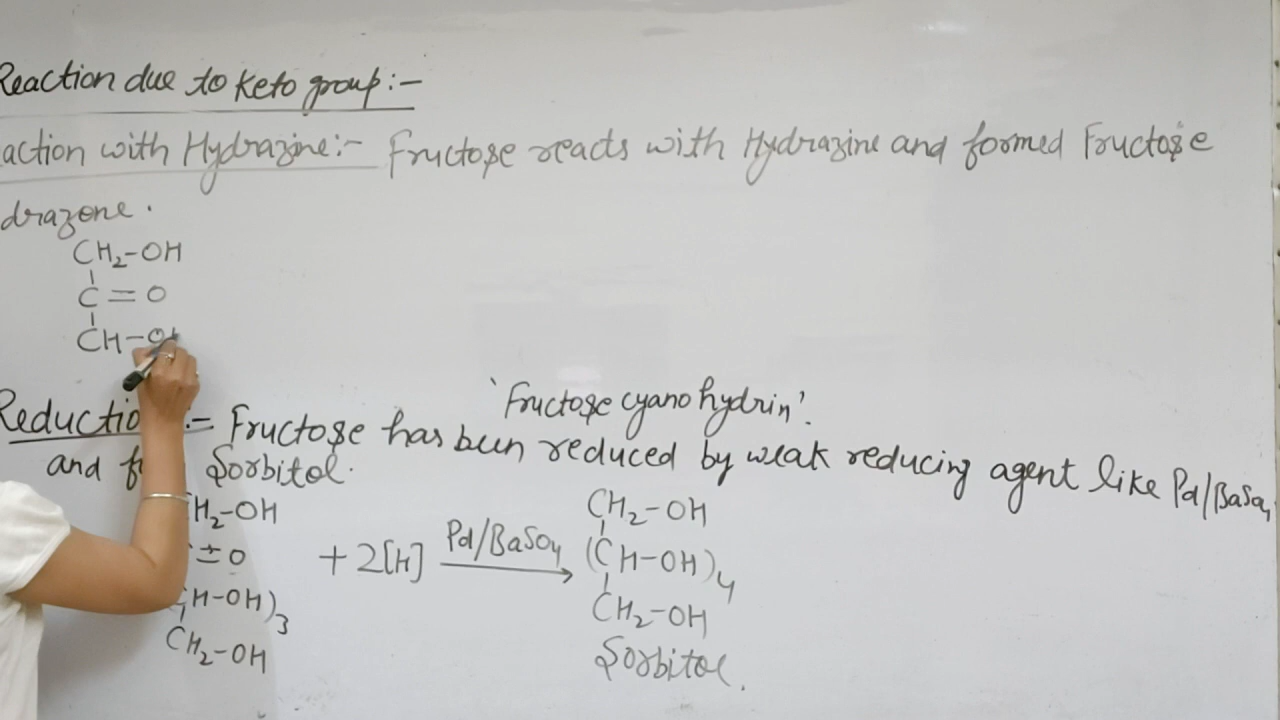 Reaction due to keto group:-
action with Hydrazine:- Fructose reacts with Hydrazine and formed Fructose
drazone.
CH₂-OH
C=O
CH-OH
'Fructose cyanohydrin'.
Reduction:- Fructose has been reduced by weak reducing agent like Pd/BaSO₄
and f Sorbitol.
H₂-OH
=O
H-OH)₃
CH₂-OH
+2[H] Pd/BaSO₄ →
CH₂-OH
(CH-OH)₄
CH₂-OH
Sorbitol.